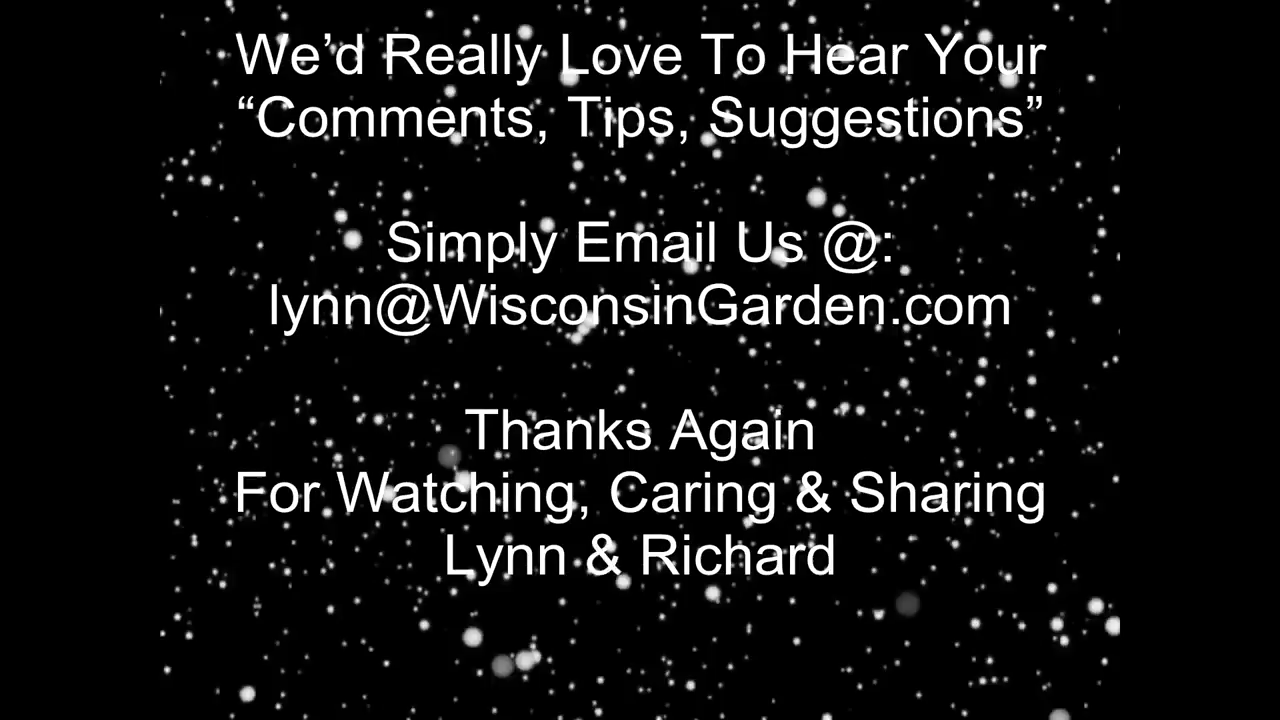 We’d Really Love To Hear Your
“Comments, Tips, Suggestions”
Simply Email Us @:
lynn@WisconsinGarden.com
Thanks Again
For Watching, Caring & Sharing
Lynn & Richard